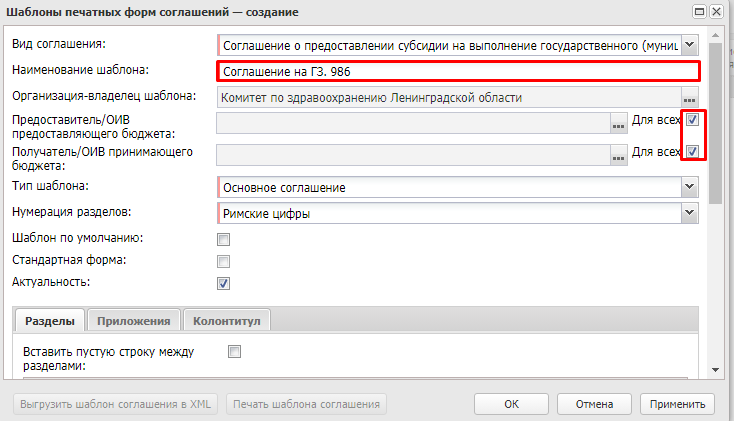 Шаблоны печатных форм соглашений — создание
Вид соглашения: Соглашение о предоставлении субсидии на выполнение государственного (муниц
Наименование шаблона: Соглашение на ГЗ. 986
Организация-владелец шаблона: Комитет по здравоохранению Ленинградской области
Предоставитель/ОИВ
предоставляющего бюджета: ... Для всех
Получатель/ОИВ принимающего
бюджета: ... Для всех
Тип шаблона: Основное соглашение
Нумерация разделов: Римские цифры
Шаблон по умолчанию:
Стандартная форма:
Актуальность:
Разделы Приложения Колонтитул
Вставить пустую строку между
разделами:
Выгрузить шаблон соглашения в XML Печать шаблона соглашения ОК Отмена Применить